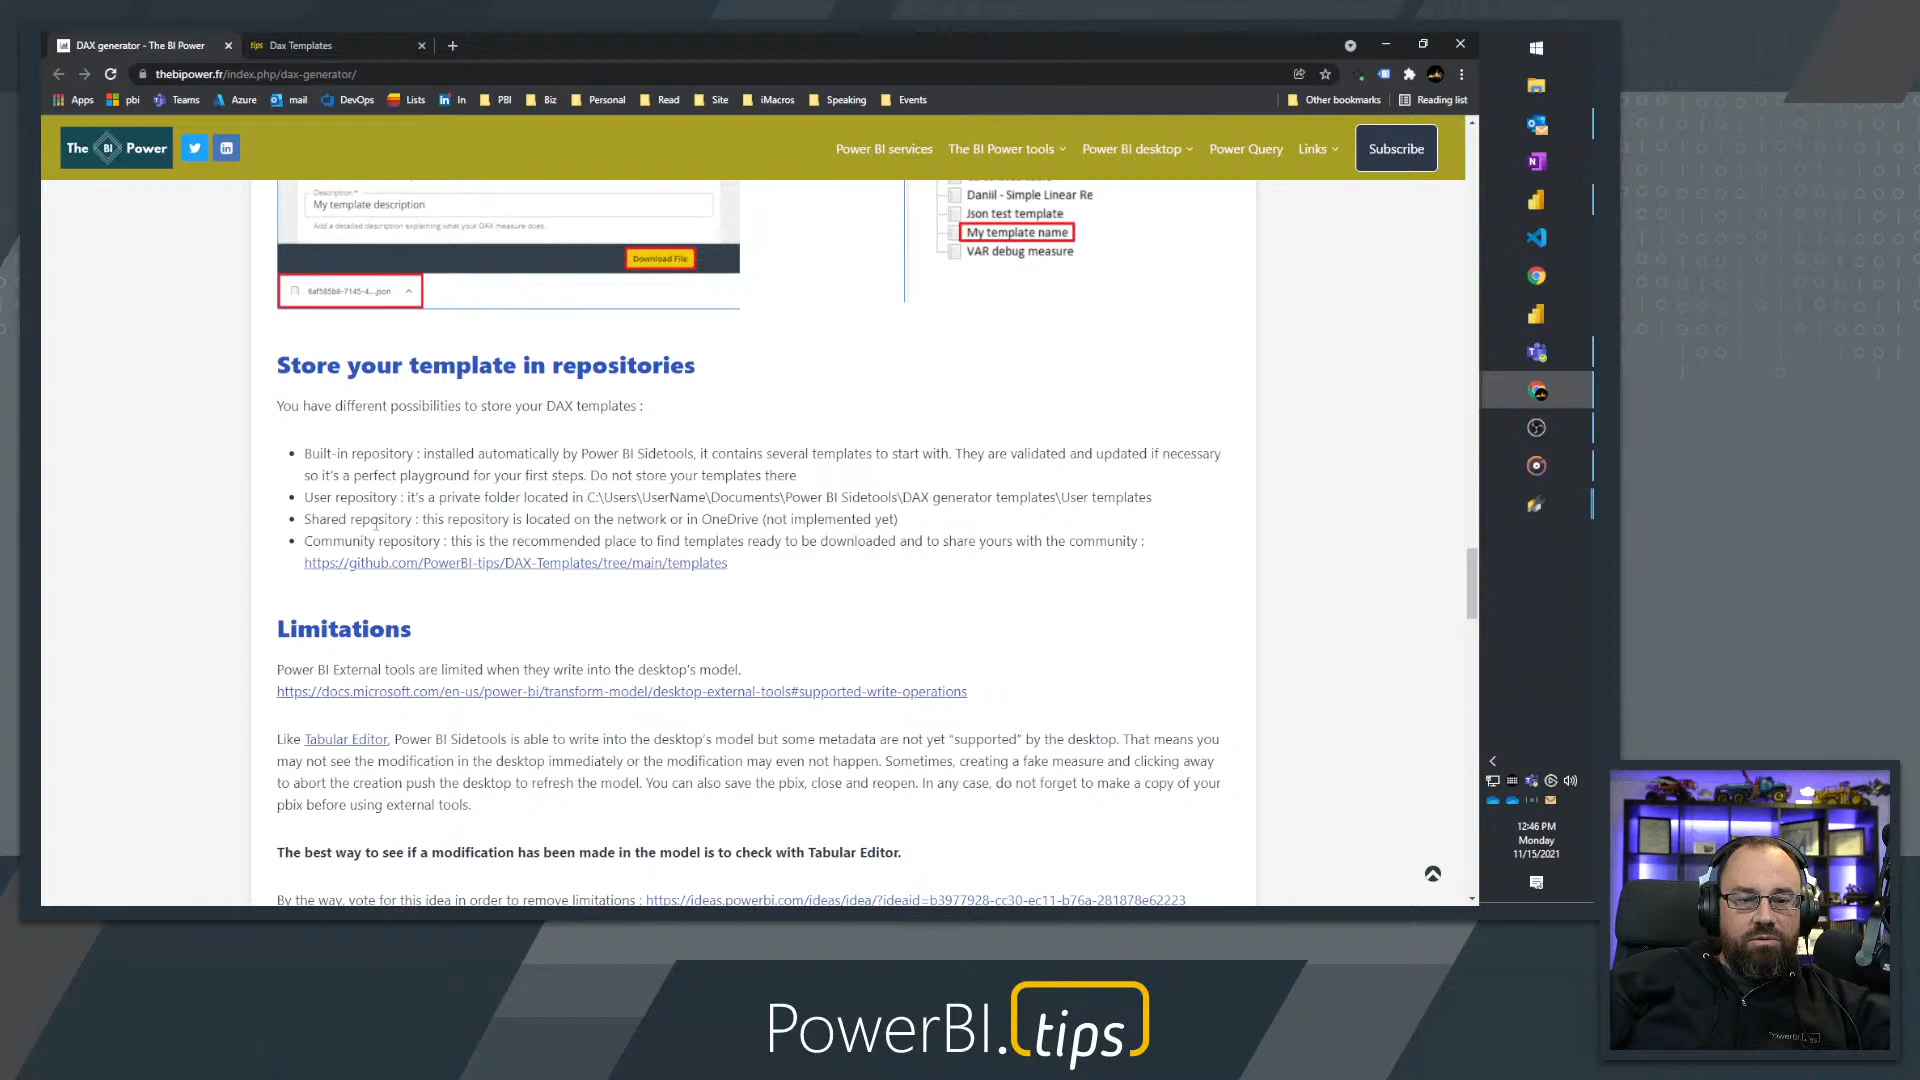 DAX generator - The BI Power
tips Dax Templates
thebipower.fr/index.php/dax-generator/
Apps pbi Teams Azure mail DevOps Lists In PBI Biz Personal Read Site iMacros Speaking Events Other bookmarks Reading list
The BI Power
Power BI services The BI Power tools Power BI desktop Power Query Links Subscribe
Description *
My template description
Add a detailed description explaining what your DAX measure does.
Download File
6af585b8-7145-4....json
Daniil - Simple Linear Re
Json test template
My template name
VAR debug measure
Store your template in repositories
You have different possibilities to store your DAX templates :
Built-in repository : installed automatically by Power BI Sidetools, it contains several templates to start with. They are validated and updated if necessary
so it's a perfect playground for your first steps. Do not store your templates there
User repository : it's a private folder located in C:\Users\UserName\Documents\Power BI Sidetools\DAX generator templates\User templates
Shared repository : this repository is located on the network or in OneDrive (not implemented yet)
Community repository : this is the recommended place to find templates ready to be downloaded and to share yours with the community :
https://github.com/PowerBI-tips/DAX-Templates/tree/main/templates
Limitations
Power BI External tools are limited when they write into the desktop's model.
https://docs.microsoft.com/en-us/power-bi/transform-model/desktop-external-tools#supported-write-operations
Like Tabular Editor, Power BI Sidetools is able to write into the desktop's model but some metadata are not yet “supported” by the desktop. That means you
may not see the modification in the desktop immediately or the modification may even not happen. Sometimes, creating a fake measure and clicking away
to abort the creation push the desktop to refresh the model. You can also save the pbix, close and reopen. In any case, do not forget to make a copy of your
pbix before using external tools.
The best way to see if a modification has been made in the model is to check with Tabular Editor.
By the way, vote for this idea in order to remove limitations : https://ideas.powerbi.com/ideas/idea/?ideaid=b3977928-cc30-ec11-b76a-281878e62223
12:46 PM
Monday
11/15/2021
PowerBI.tips